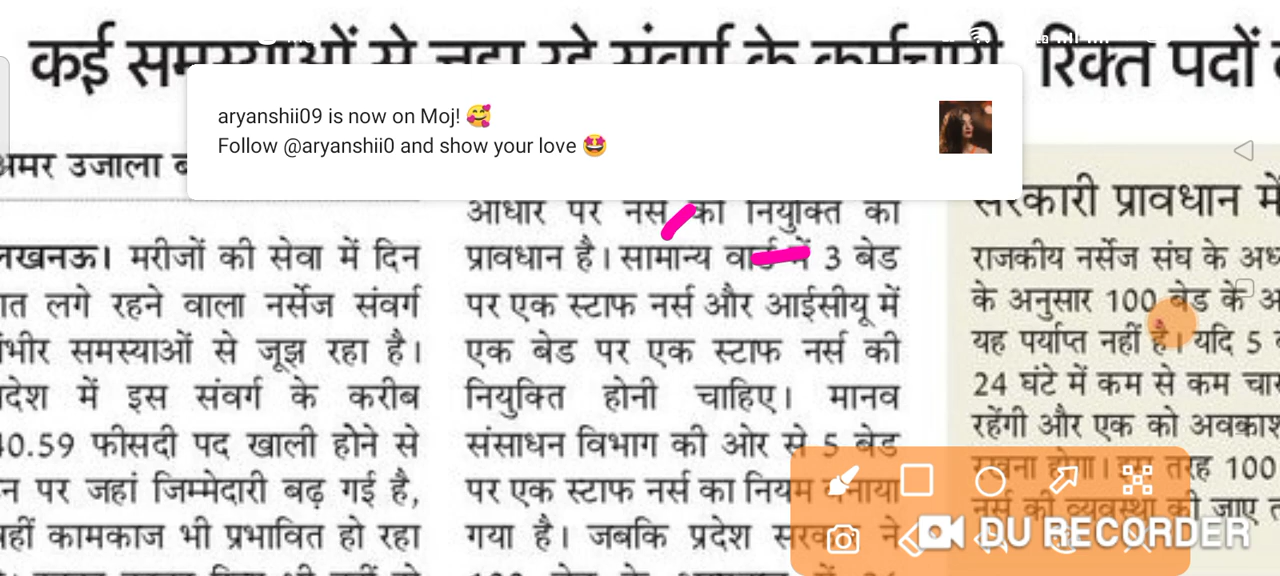 कई समस्याओं से जूझ रहे संवर्ग के कर्मचारी, रिक्त पदों
aryanshii09 is now on Moj! 🥰
Follow @aryanshii0 and show your love 🤩
अमर उजाला
लखनऊ। मरीजों की सेवा में दिन
रात लगे रहने वाला नर्सेज संवर्ग
गंभीर समस्याओं से जूझ रहा है।
प्रदेश में इस संवर्ग के करीब
40.59 फीसदी पद खाली होने से
इन पर जहां जिम्मेदारी बढ़ गई है,
वहीं कामकाज भी प्रभावित हो रहा
आधार पर नर्स की नियुक्ति का
प्रावधान है। सामान्य वार्ड में 3 बेड
पर एक स्टाफ नर्स और आईसीयू में
एक बेड पर एक स्टाफ नर्स की
नियुक्ति होनी चाहिए। मानव
संसाधन विभाग की ओर से 5 बेड
पर एक स्टाफ नर्स का नियम बनाया
गया है। जबकि प्रदेश सरकार ने
सरकारी प्रावधान में
राजकीय नर्सेज संघ के
के अनुसार 100 बेड के
यह पर्याप्त नहीं है। यदि 5
24 घंटे में कम से कम चार
रहेंगी और एक को अवकाश
रखना होगा। इस तरह 100
नर्स की व्यवस्था की जाए
DU RECORDER